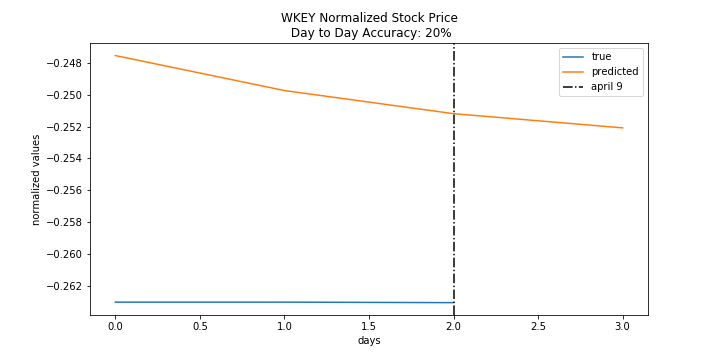 WKEY Normalized Stock Price
Day to Day Accuracy: 20%
true
predicted
april 9
−0.248
−0.250
−0.252
−0.254
−0.256
−0.258
−0.260
−0.262
normalized values
0.0 0.5 1.0 1.5 2.0 2.5 3.0
days